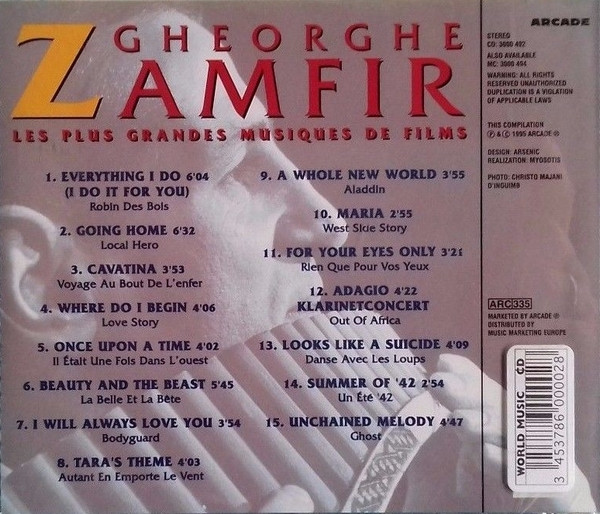 GHEORGHE
ZAMFIR
LES PLUS GRANDES MUSIQUES DE FILMS
1. EVERYTHING I DO 6'04
(I DO IT FOR YOU)
Robin Des Bois
2. GOING HOME 6'32
Local Hero
3. CAVATINA 3'53
Voyage Au Bout De L'enfer
4. WHERE DO I BEGIN 4'06
Love Story
5. ONCE UPON A TIME 4'02
Il Était Une Fois Dans L'ouest
6. BEAUTY AND THE BEAST 5'45
La Belle Et La Bète
7. I WILL ALWAYS LOVE YOU 3'54
Bodyguard
8. TARA'S THEME 4'03
Autant En Emporte Le Vent
9. A WHOLE NEW WORLD 3'55
Aladdin
10. MARIA 2'55
West Side Story
11. FOR YOUR EYES ONLY 3'21
Rien Que Pour Vos Yeux
12. ADAGIO 4'22
KLARINETCONCERT
Out Of Africa
13. LOOKS LIKE A SUICIDE 4'09
Danse Avec Les Loups
14. SUMMER OF '42 2'54
Un Été '42
15. UNCHAINED MELODY 4'47
Ghost
ARCADE
STEREO
CD: 3000 492
ALSO AVAILABLE
MC: 3000 494
WARNING: ALL RIGHTS
RESERVED UNAUTHORIZED
DUPLICATION IS A VIOLATION
OF APPLICABLE LAWS
THIS COMPILATION
℗ & © 1995 ARCADE ®
DESIGN: ARSENIC
REALIZATION: MYOSOTIS
PHOTO: CHRISTO MAJANI
D'INGUIMB
ARC 335
MARKETED BY ARCADE ®
DISTRIBUTED BY
MUSIC MARKETING EUROPE
WORLD MUSIC CD
3 453786 000028